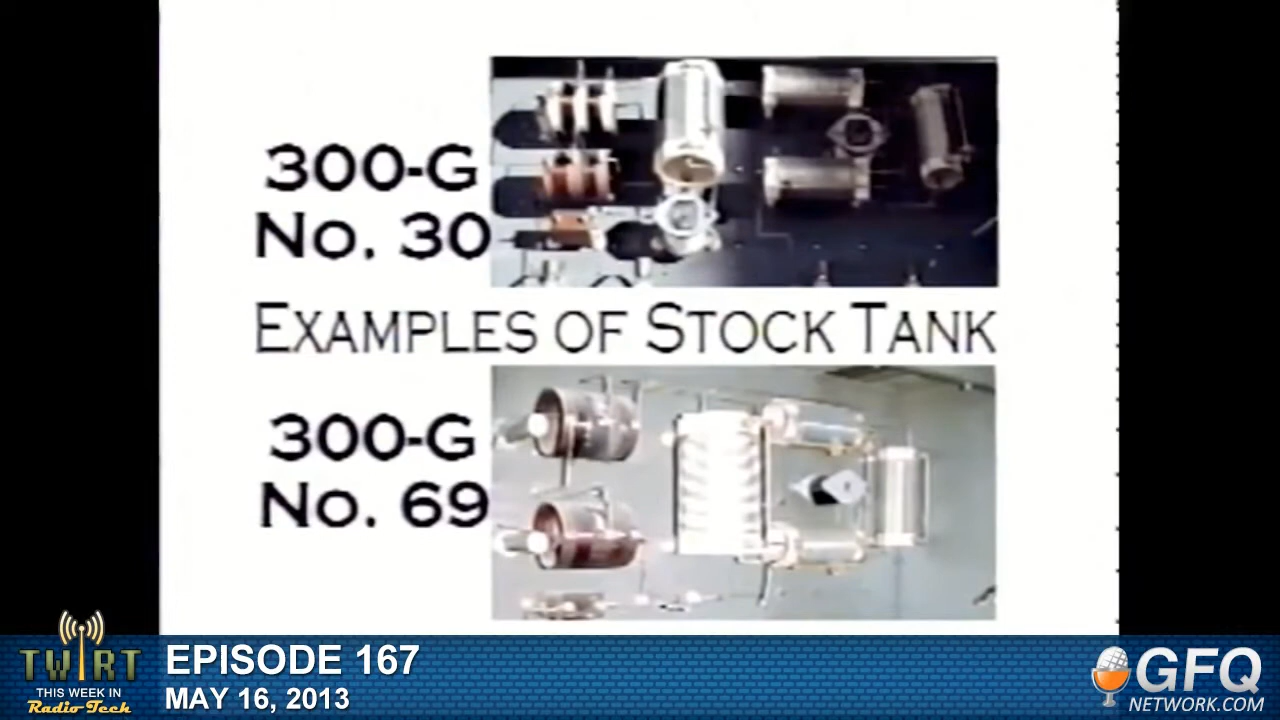 300-G
No. 30
EXAMPLES OF STOCK TANK
300-G
No. 69
TWIRT
THIS WEEK IN
Radio Tech
EPISODE 167
MAY 16, 2013
GFQ
NETWORK.COM